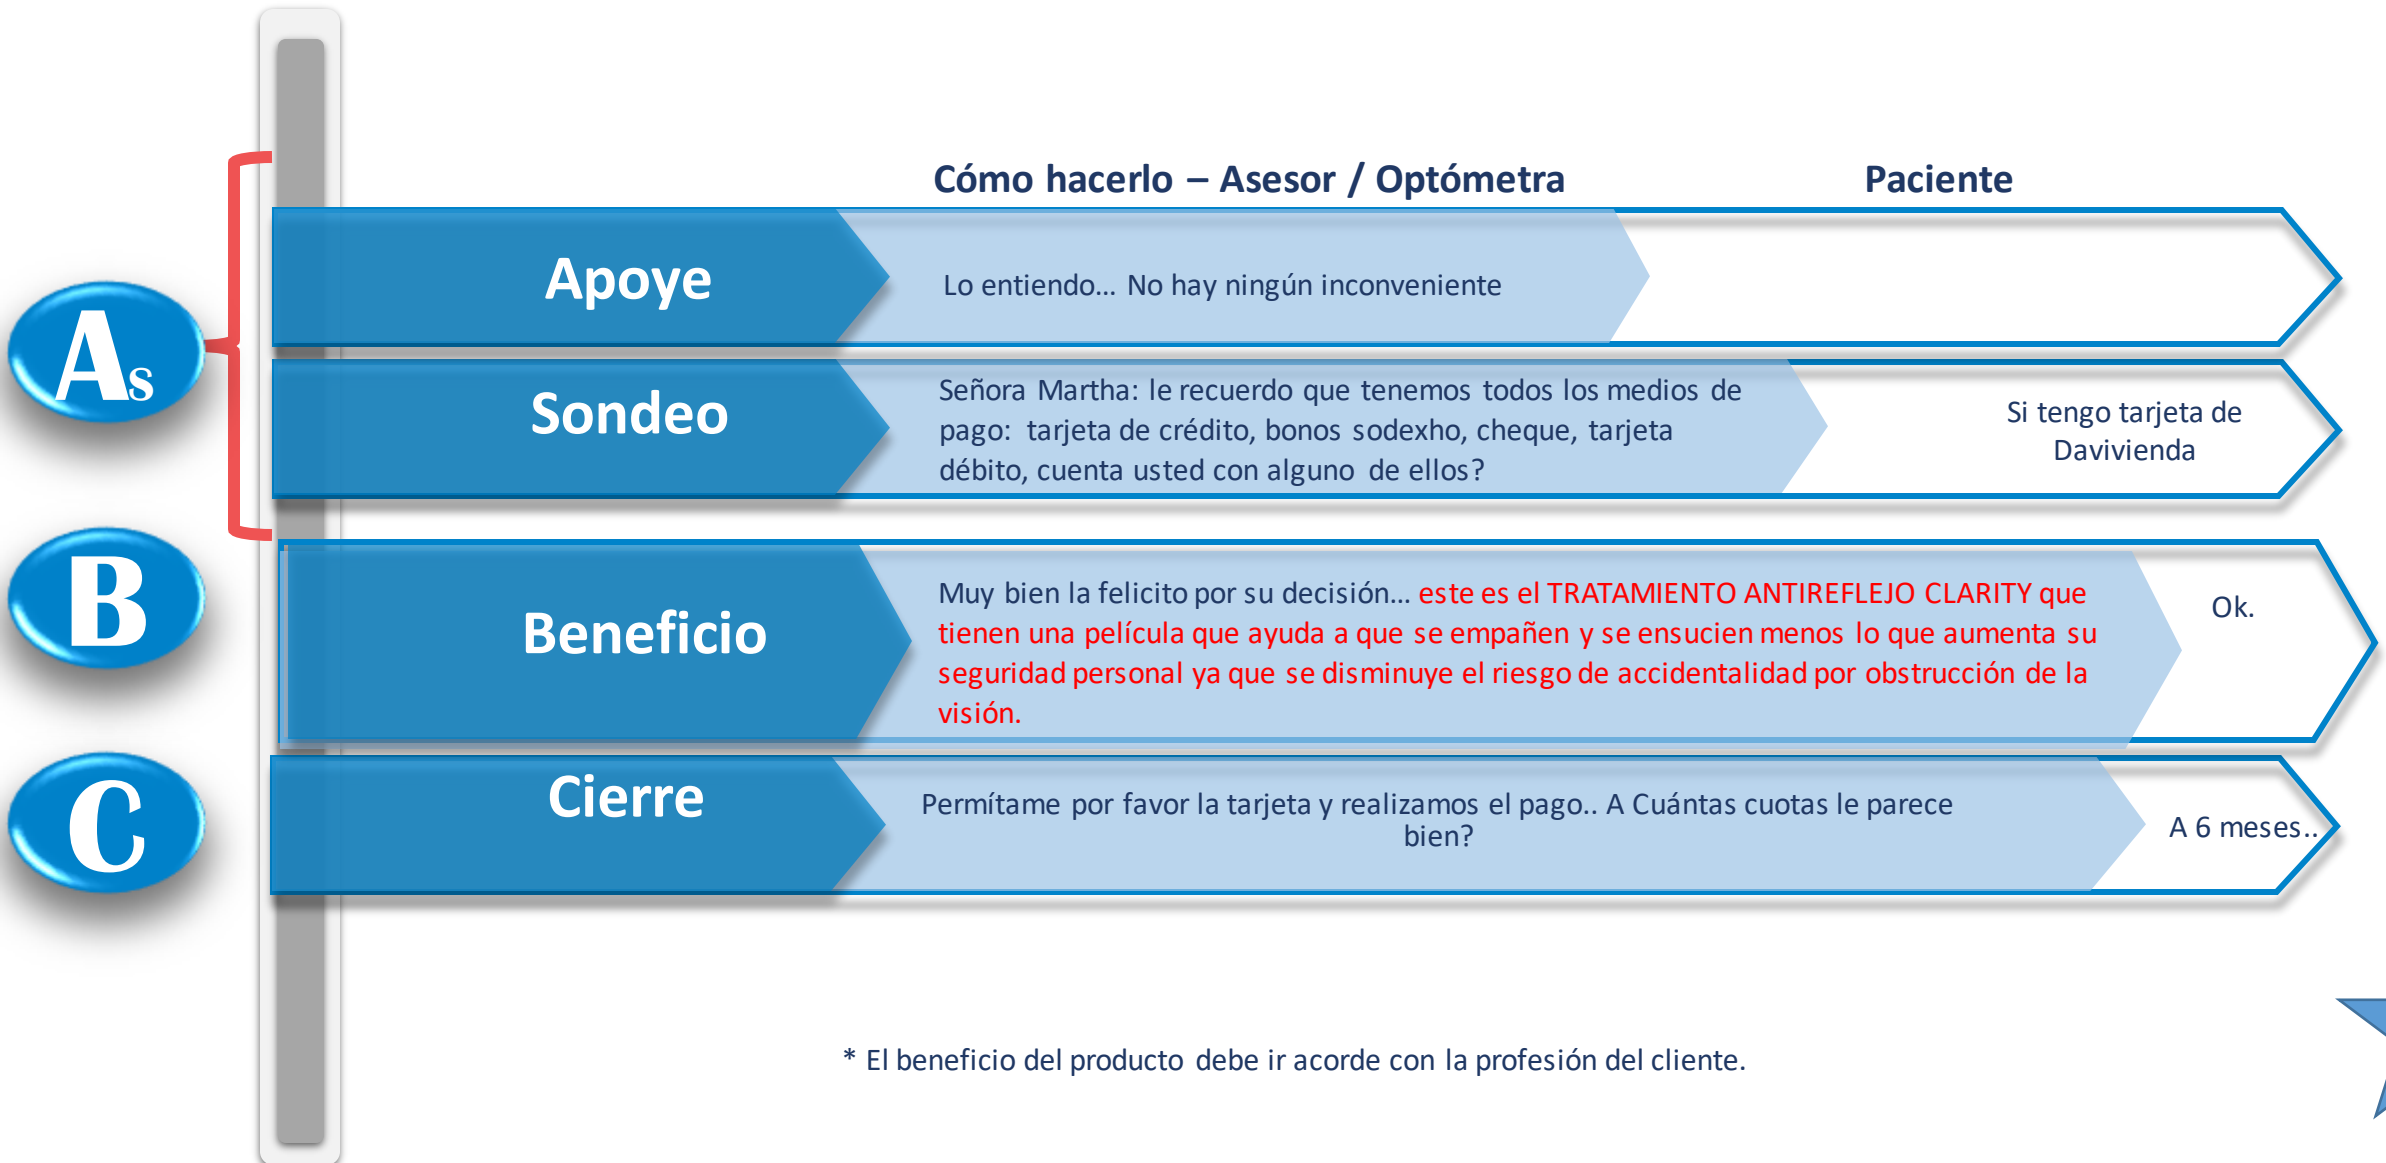 Cómo hacerlo – Asesor / Optómetra
Paciente
As
Apoye
Lo entiendo... No hay ningún inconveniente
Sondeo
Señora Martha: le recuerdo que tenemos todos los medios de
pago: tarjeta de crédito, bonos sodexho, cheque, tarjeta
débito, cuenta usted con alguno de ellos?
Si tengo tarjeta de
Davivienda
B
Beneficio
Muy bien la felicito por su decisión... este es el TRATAMIENTO ANTIREFLEJO CLARITY que
tienen una película que ayuda a que se empañen y se ensucien menos lo que aumenta su
seguridad personal ya que se disminuye el riesgo de accidentalidad por obstrucción de la
visión.
Ok.
C
Cierre
Permítame por favor la tarjeta y realizamos el pago.. A Cuántas cuotas le parece
bien?
A 6 meses..
* El beneficio del producto debe ir acorde con la profesión del cliente.